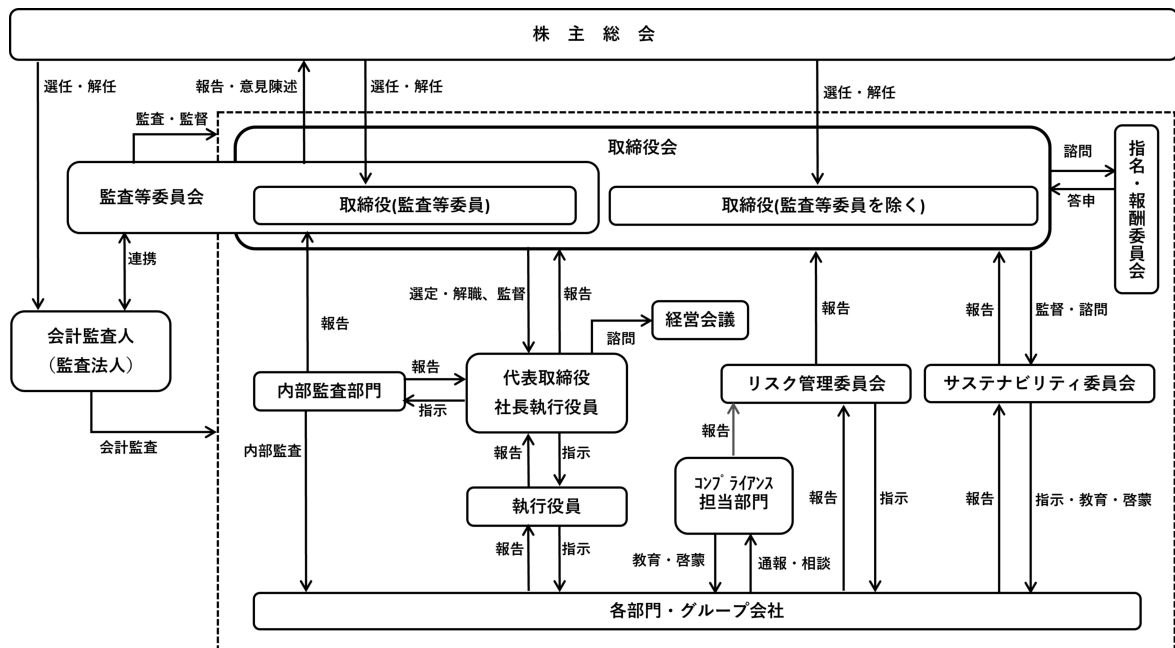 株 主 総 会
選任・解任
報告・意見陳述
選任・解任
選任・解任
監査・監督
取締役会
監査等委員会
取締役(監査等委員)
取締役(監査等委員を除く)
諮問
答申
指名・報酬委員会
連携
選定・解職、監督
報告
報告
報告
監督・諮問
報告
会計監査人
（監査法人）
経営会議
諮問
内部監査部門
報告
指示
代表取締役
社長執行役員
リスク管理委員会
サステナビリティ委員会
会計監査
内部監査
報告
指示
報告
ｺﾝﾌﾟﾗｲｱﾝｽ
担当部門
執行役員
報告
指示
報告
指示・教育・啓蒙
報告
指示
教育・啓蒙
通報・相談
各部門・グループ会社